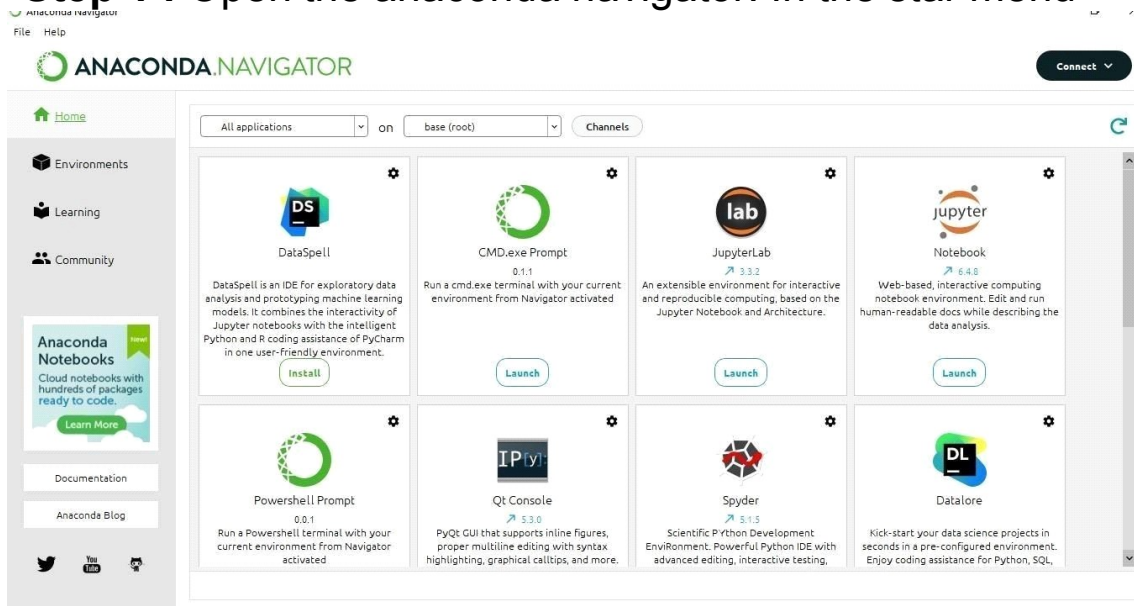 Anaconda Navigator
File Help
ANACONDA.NAVIGATOR
Connect
Home
All applications on base (root) Channels
Environments
Learning
Community
Anaconda Notebooks New!
Cloud notebooks with
hundreds of packages
ready to code.
Learn More
Documentation
Anaconda Blog
You
Tube
DS
DataSpell
DataSpell is an IDE for exploratory data
analysis and prototyping machine learning
models. It combines the interactivity of
Jupyter notebooks with the intelligent
Python and R coding assistance of PyCharm
in one user-friendly environment.
Install
CMD.exe Prompt
0.1.1
Run a cmd.exe terminal with your current
environment from Navigator activated
Launch
lab
JupyterLab
3.3.2
An extensible environment for interactive
and reproducible computing, based on the
Jupyter Notebook and Architecture.
Launch
jupyter
Notebook
6.4.8
Web-based, interactive computing
notebook environment. Edit and run
human-readable docs while describing the
data analysis.
Launch
Powershell Prompt
0.0.1
Run a Powershell terminal with your
current environment from Navigator
activated
IP[y]:
Qt Console
5.3.0
PyQt GUI that supports inline figures,
proper multiline editing with syntax
highlighting, graphical calltips, and more.
Spyder
5.1.5
Scientific PYthon Development
EnviRonment. Powerful Python IDE with
advanced editing, interactive testing,
DL
Datalore
Kick-start your data science projects in
seconds in a pre-configured environment.
Enjoy coding assistance for Python, SQL,